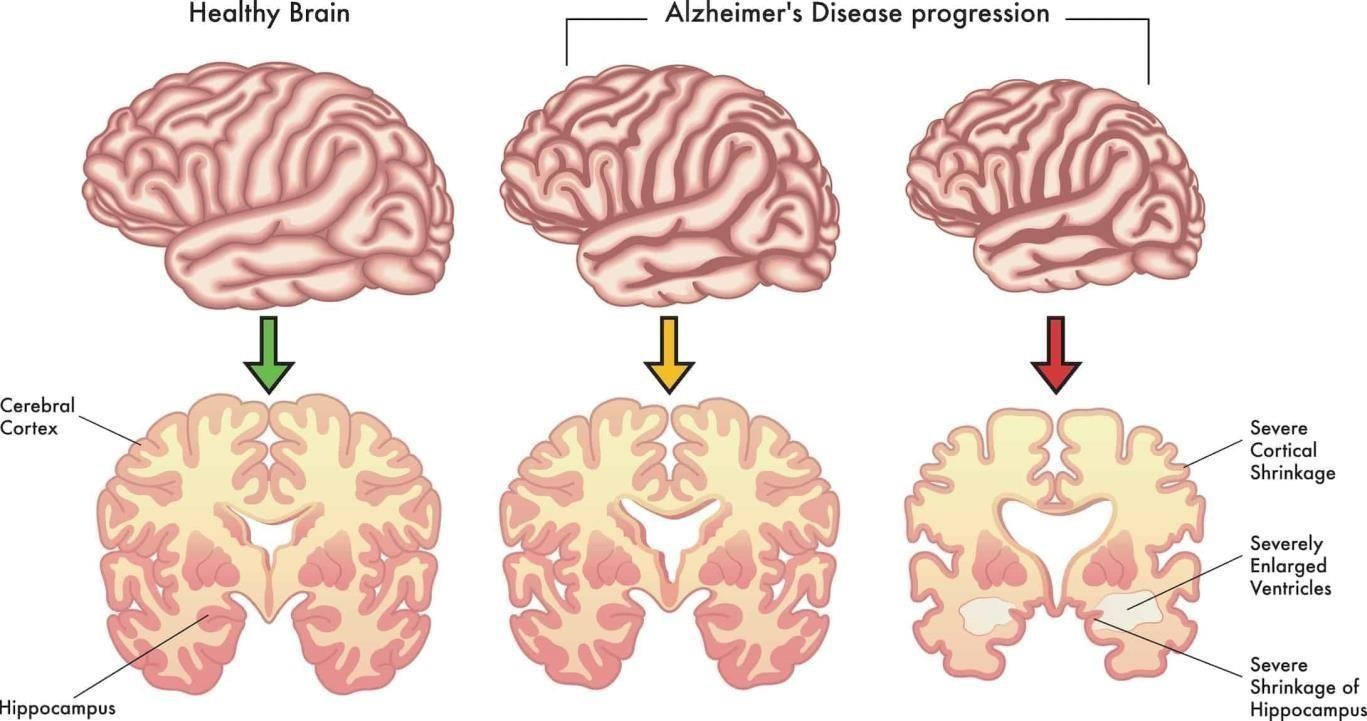 Healthy Brain
Alzheimer's Disease progression
Cerebral
Cortex
Hippocampus
Severe
Cortical
Shrinkage
Severely
Enlarged
Ventricles
Severe
Shrinkage of
Hippocampus